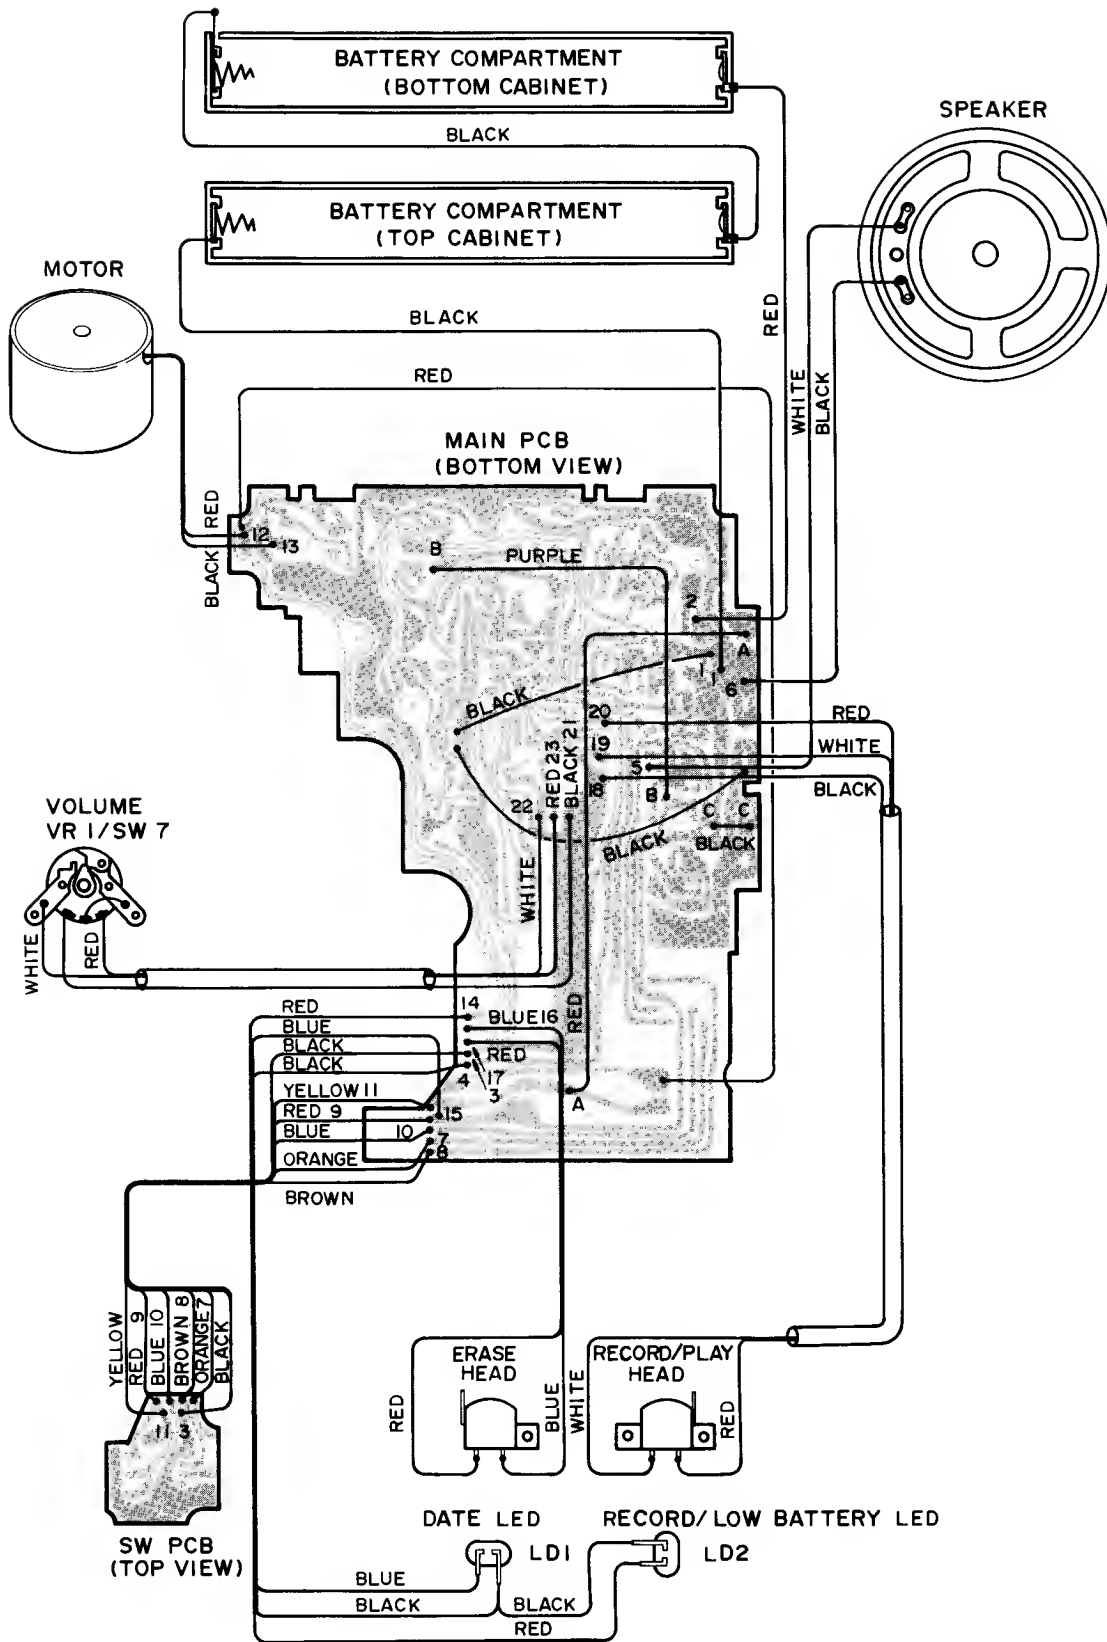 BATTERY COMPARTMENT
(BOTTOM CABINET)
BLACK
SPEAKER
BATTERY COMPARTMENT
(TOP CABINET)
MOTOR
BLACK
RED
RED
WHITE
BLACK
MAIN PCB
(BOTTOM VIEW)
RED
BLACK
12
13
B
PURPLE
2
A
1
1
6
BLACK
20
RED
19
WHITE
5
18
BLACK
B
22
RED 23
BLACK 21
C C
BLACK
BLACK
VOLUME
VR 1/SW 7
WHITE
WHITE
RED
14
RED
BLUE 16
BLUE
RED
BLACK
RED
BLACK
4
17
3
A
YELLOW 11
15
RED 9
BLUE
10
7
ORANGE
8
BROWN
YELLOW
RED 9
BLUE 10
BROWN 8
ORANGE 7
BLACK
11 3
SW PCB
(TOP VIEW)
ERASE
HEAD
RED
BLUE
RECORD/PLAY
HEAD
WHITE
RED
DATE LED
LD1
RECORD/LOW BATTERY LED
LD2
BLUE
BLACK
BLACK
RED